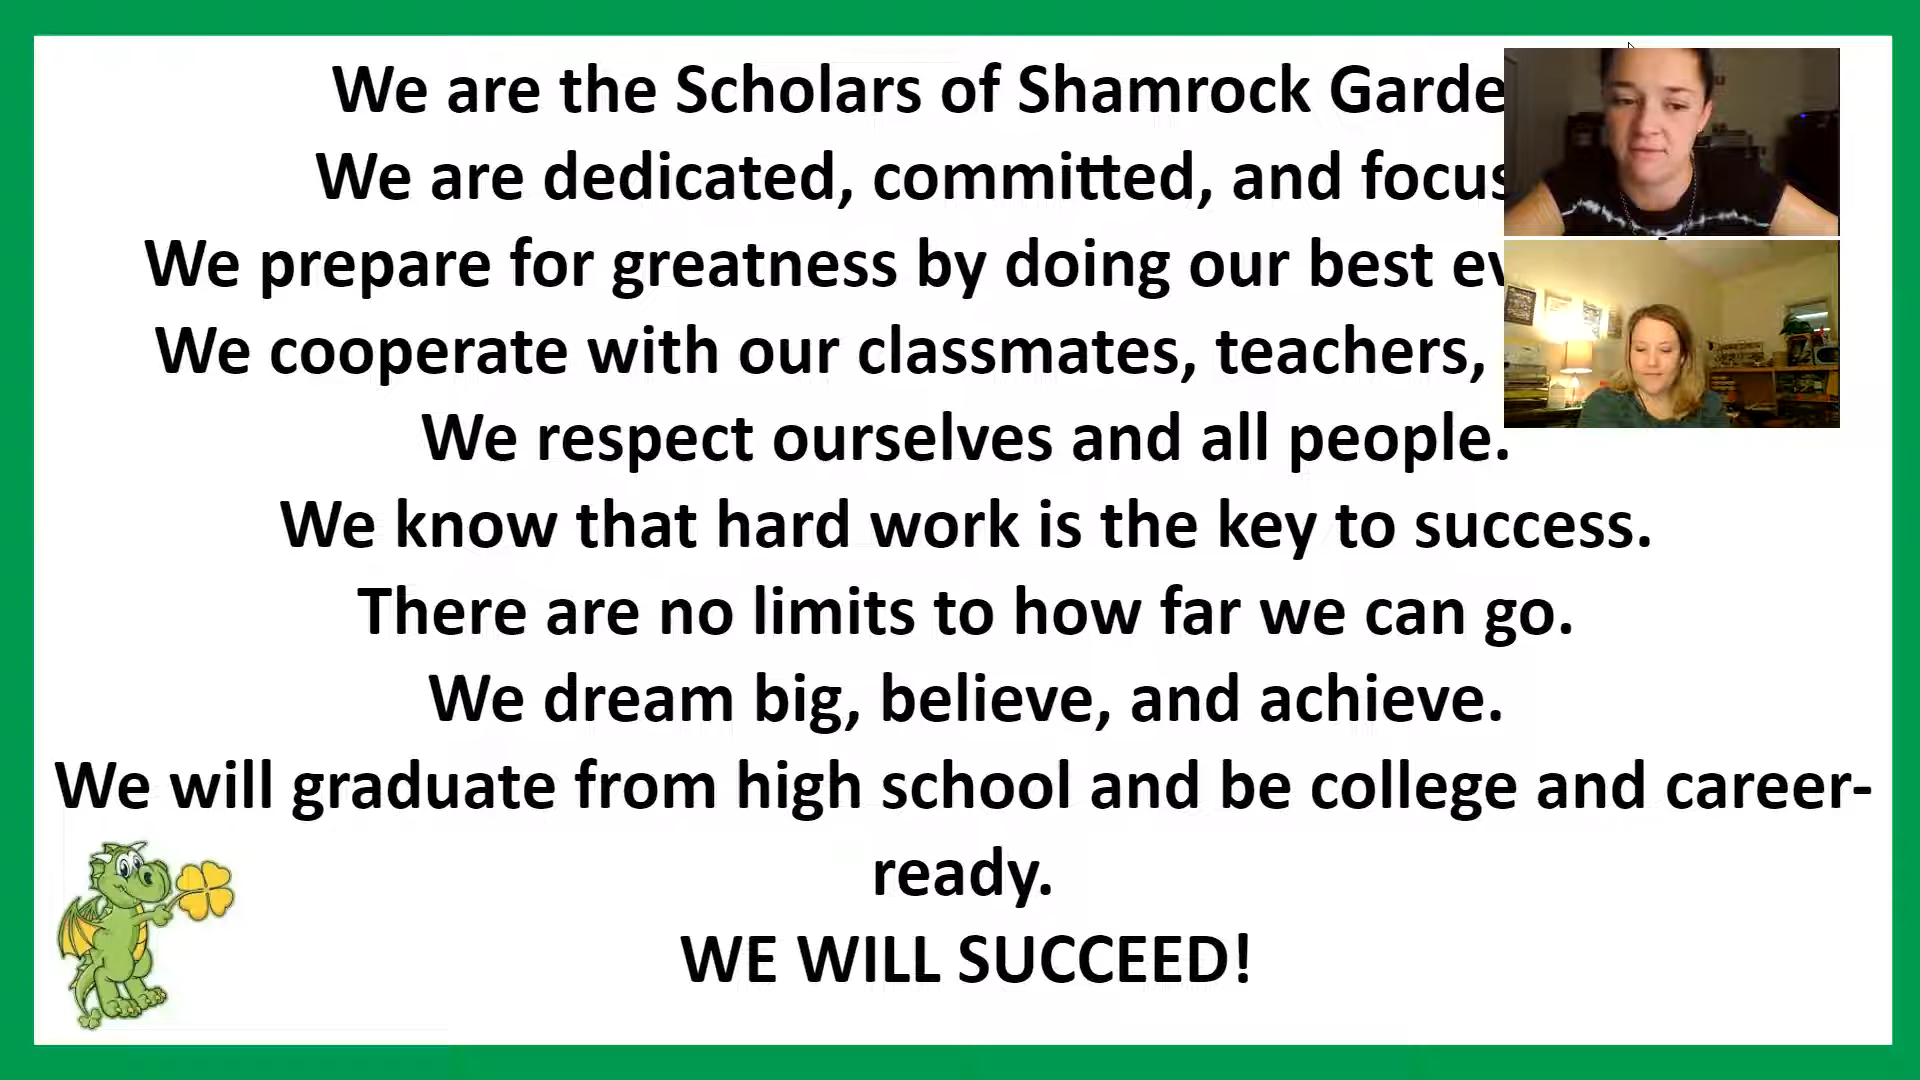 We are the Scholars of Shamrock
We are dedicated, committed, and
We prepare for greatness by doing our best
We cooperate with our classmates, teachers,
We respect ourselves and all people.
We know that hard work is the key to success.
There are no limits to how far we can go.
We dream big, believe, and achieve.
We will graduate from high school and be college and career-
ready.
WE WILL SUCCEED!